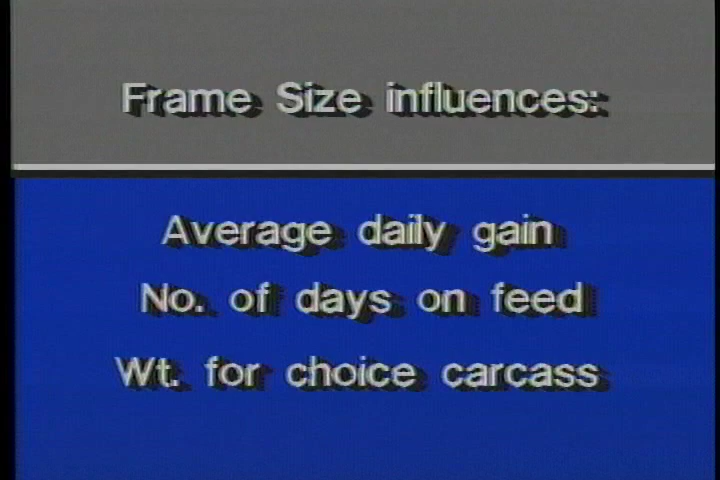 Frame Size influences:
Average daily gain
No. of days on feed
Wt. for choice carcass